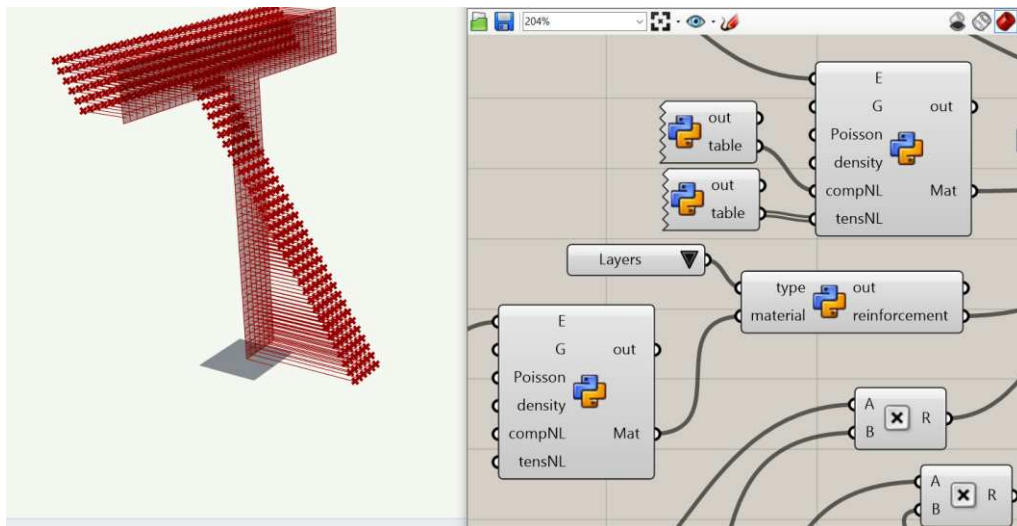 204%
E
G
out
Poisson
density
compNL
Mat
tensNL
out
table
out
table
Layers
type
out
material
reinforcement
E
G
out
Poisson
density
compNL
Mat
tensNL
A
B
R
A
B
R